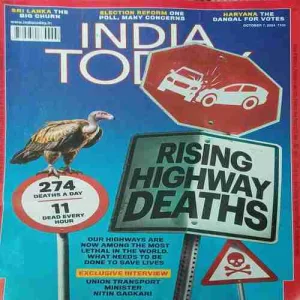 SRI LANKA THE
BIG CHURN
ELECTION REFORM ONE
POLL, MANY CONCERNS
HARYANA THE
DANGAL FOR VOTES
www.indiatoday.in
OCTOBER 7, 2024
INDIA
TODAY
RISING
HIGHWAY
DEATHS
274
DEATHS A DAY
11
DEAD EVERY
HOUR
OUR HIGHWAYS ARE
NOW AMONG THE MOST
LETHAL IN THE WORLD.
WHAT NEEDS TO BE
DONE TO SAVE LIVES
EXCLUSIVE INTERVIEW
UNION TRANSPORT
MINISTER
NITIN GADKARI